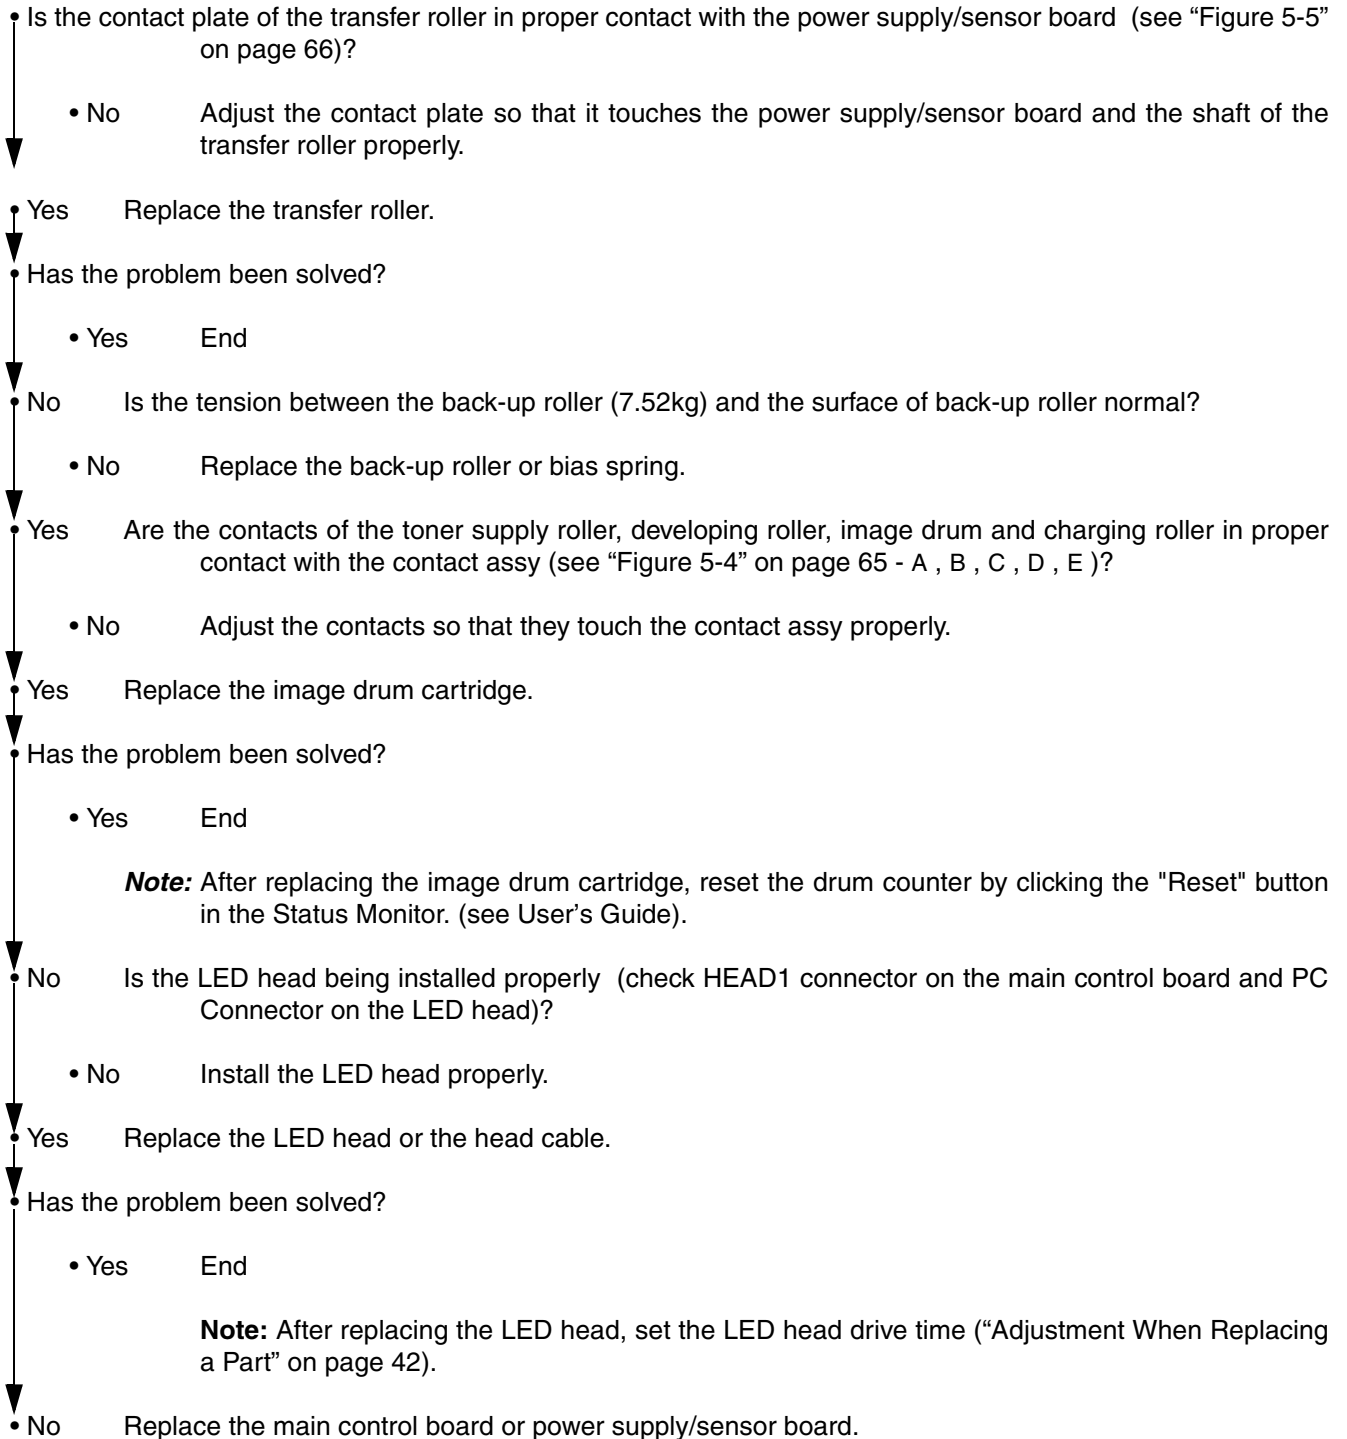 • Is the contact plate of the transfer roller in proper contact with the power supply/sensor board (see “Figure 5-5”
on page 66)?
• No Adjust the contact plate so that it touches the power supply/sensor board and the shaft of the
transfer roller properly.
• Yes Replace the transfer roller.
• Has the problem been solved?
• Yes End
• No Is the tension between the back-up roller (7.52kg) and the surface of back-up roller normal?
• No Replace the back-up roller or bias spring.
• Yes Are the contacts of the toner supply roller, developing roller, image drum and charging roller in proper
contact with the contact assy (see “Figure 5-4” on page 65 - A , B , C , D , E )?
• No Adjust the contacts so that they touch the contact assy properly.
• Yes Replace the image drum cartridge.
• Has the problem been solved?
• Yes End
Note: After replacing the image drum cartridge, reset the drum counter by clicking the "Reset" button
in the Status Monitor. (see User’s Guide).
• No Is the LED head being installed properly (check HEAD1 connector on the main control board and PC
Connector on the LED head)?
• No Install the LED head properly.
• Yes Replace the LED head or the head cable.
• Has the problem been solved?
• Yes End
Note: After replacing the LED head, set the LED head drive time (“Adjustment When Replacing
a Part” on page 42).
• No Replace the main control board or power supply/sensor board.